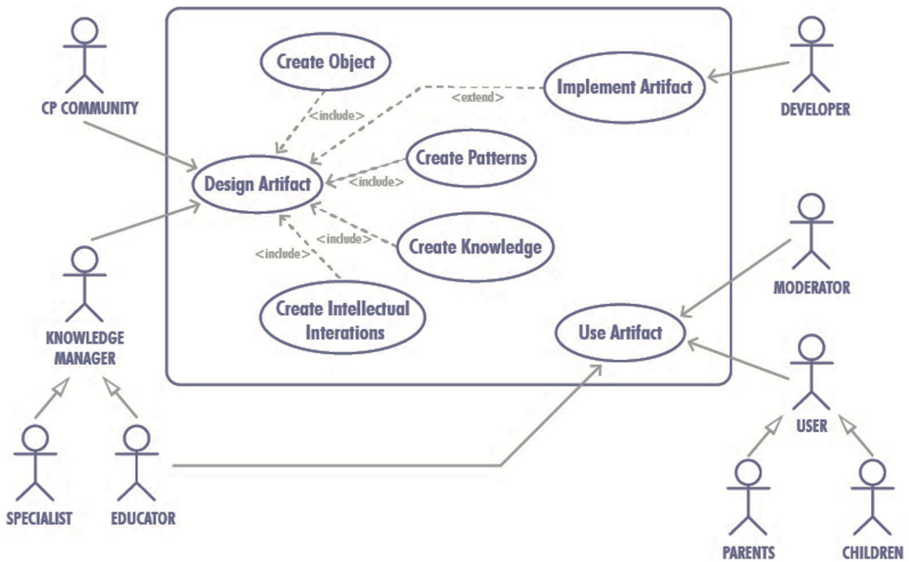 Create Object
Implement Artifact
CP COMMUNITY
DEVELOPER
<include>
<extend>
Design Artifact
Create Patterns
<include>
<include>
<include>
Create Knowledge
Create Intellectual
Interations
Use Artifact
MODERATOR
KNOWLEDGE
MANAGER
USER
SPECIALIST
EDUCATOR
PARENTS
CHILDREN